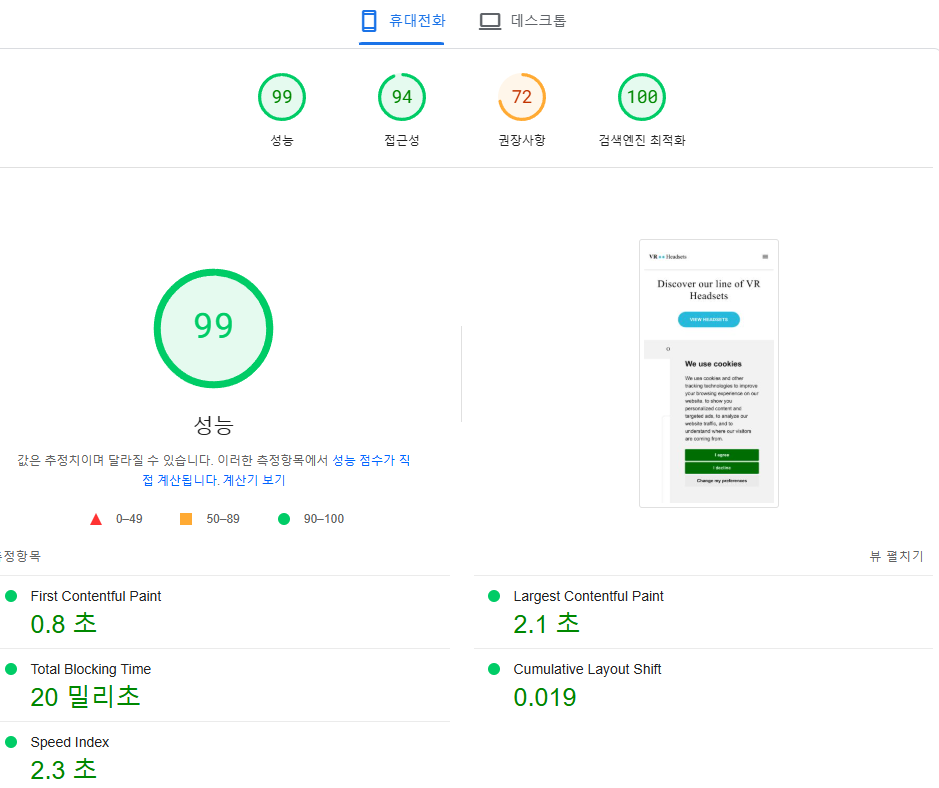 휴대전화
데스크톱
99
94
72
100
성능
접근성
권장사항
검색엔진 최적화
99
성능
값은 추정치이며 달라질 수 있습니다. 이러한 측정항목에서 성능 점수가 직
접 계산됩니다. 계산기 보기
0–49
50–89
90–100
VR Headsets
Discover our line of VR
Headsets
VIEW HEADSETS
We use cookies
We use cookies and other
tracking technologies to improve
your browsing experience on our
website, to show you
personalized content and
targeted ads, to analyze our
website traffic, and to
understand where our visitors
are coming from.
I agree
I decline
Change my preferences
정항목
뷰 펼치기
First Contentful Paint
0.8 초
Largest Contentful Paint
2.1 초
Total Blocking Time
20 밀리초
Cumulative Layout Shift
0.019
Speed Index
2.3 초